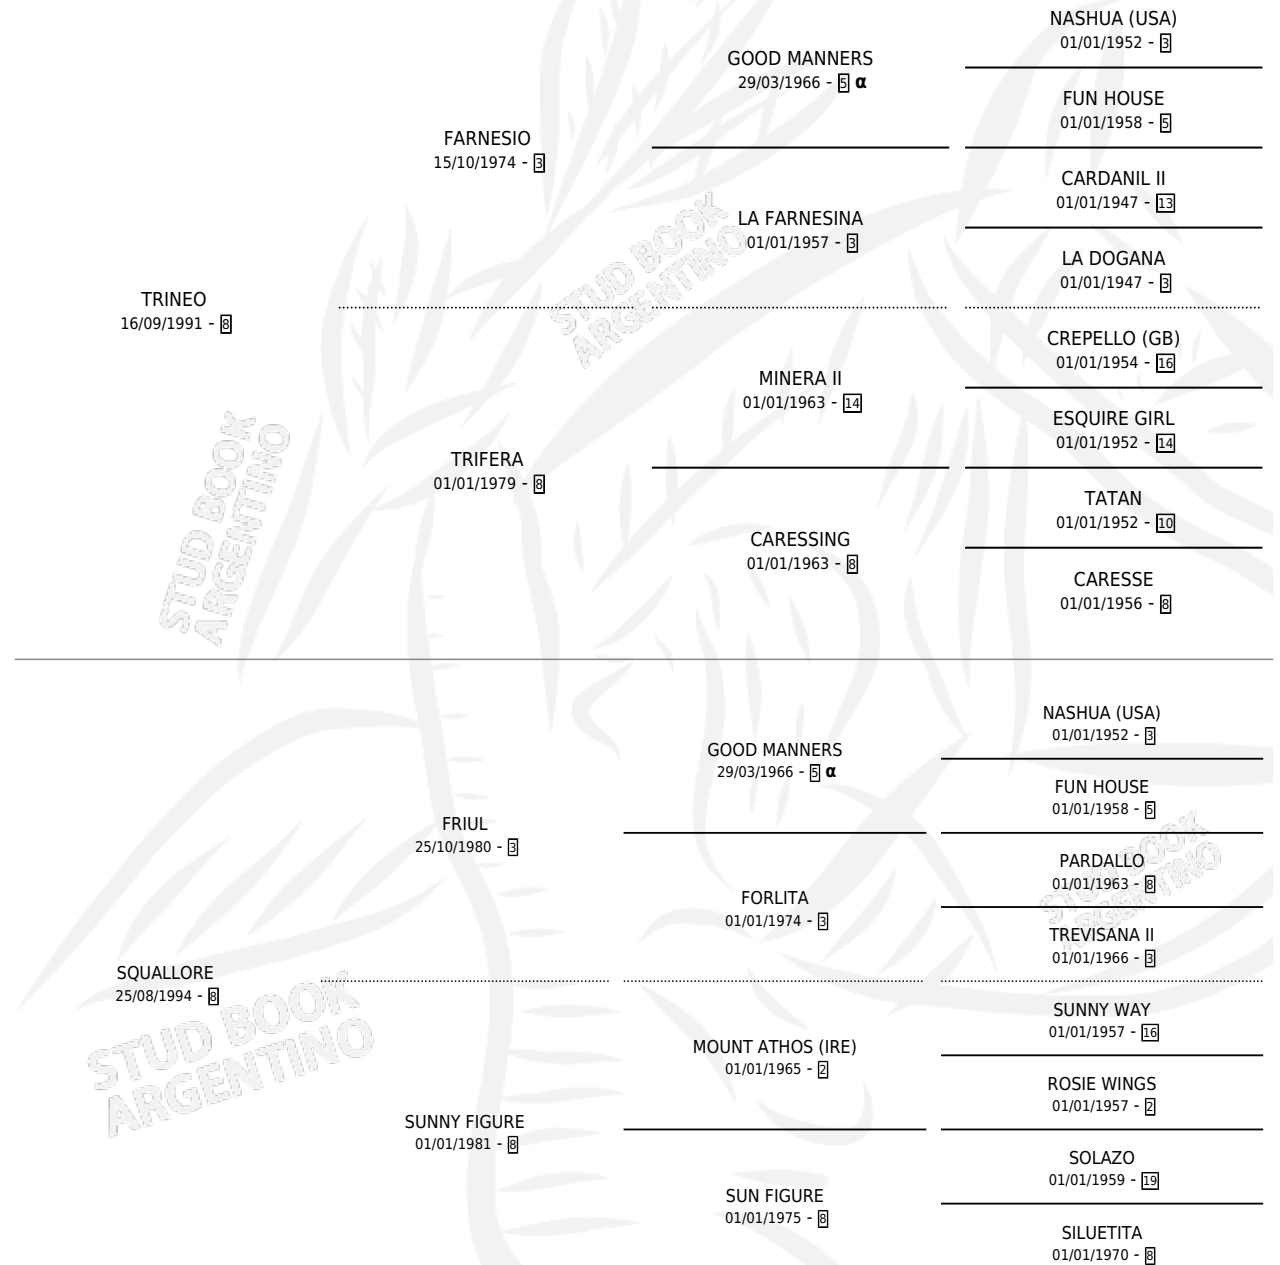 NASHUA (USA)
01/01/1952 - 3
GOOD MANNERS
29/03/1966 - 5 α
FUN HOUSE
01/01/1958 - 5
FARNESIO
15/10/1974 - 3
CARDANIL II
01/01/1947 - 13
LA FARNESINA
01/01/1957 - 3
LA DOGANA
01/01/1947 - 3
STUD BOOK
ARGENTINO
TRINEO
16/09/1991 - 8
CREPELLO (GB)
01/01/1954 - 16
MINERA II
01/01/1963 - 14
ESQUIRE GIRL
01/01/1952 - 14
TRIFERA
01/01/1979 - 8
TATAN
01/01/1952 - 10
CARESSING
01/01/1963 - 8
CARESSE
01/01/1956 - 8
STUD BOOK
ARGENTINO
NASHUA (USA)
01/01/1952 - 3
GOOD MANNERS
29/03/1966 - 5 α
FUN HOUSE
01/01/1958 - 5
FRIUL
25/10/1980 - 3
PARDALLO
01/01/1963 - 8
FORLITA
01/01/1974 - 3
TREVISANA II
01/01/1966 - 3
STUD BOOK
ARGENTINO
SQUALLORE
25/08/1994 - 8
SUNNY WAY
01/01/1957 - 16
MOUNT ATHOS (IRE)
01/01/1965 - 2
ROSIE WINGS
01/01/1957 - 2
STUD BOOK
ARGENTINO
SUNNY FIGURE
01/01/1981 - 8
SOLAZO
01/01/1959 - 19
SUN FIGURE
01/01/1975 - 8
SILUETITA
01/01/1970 - 8